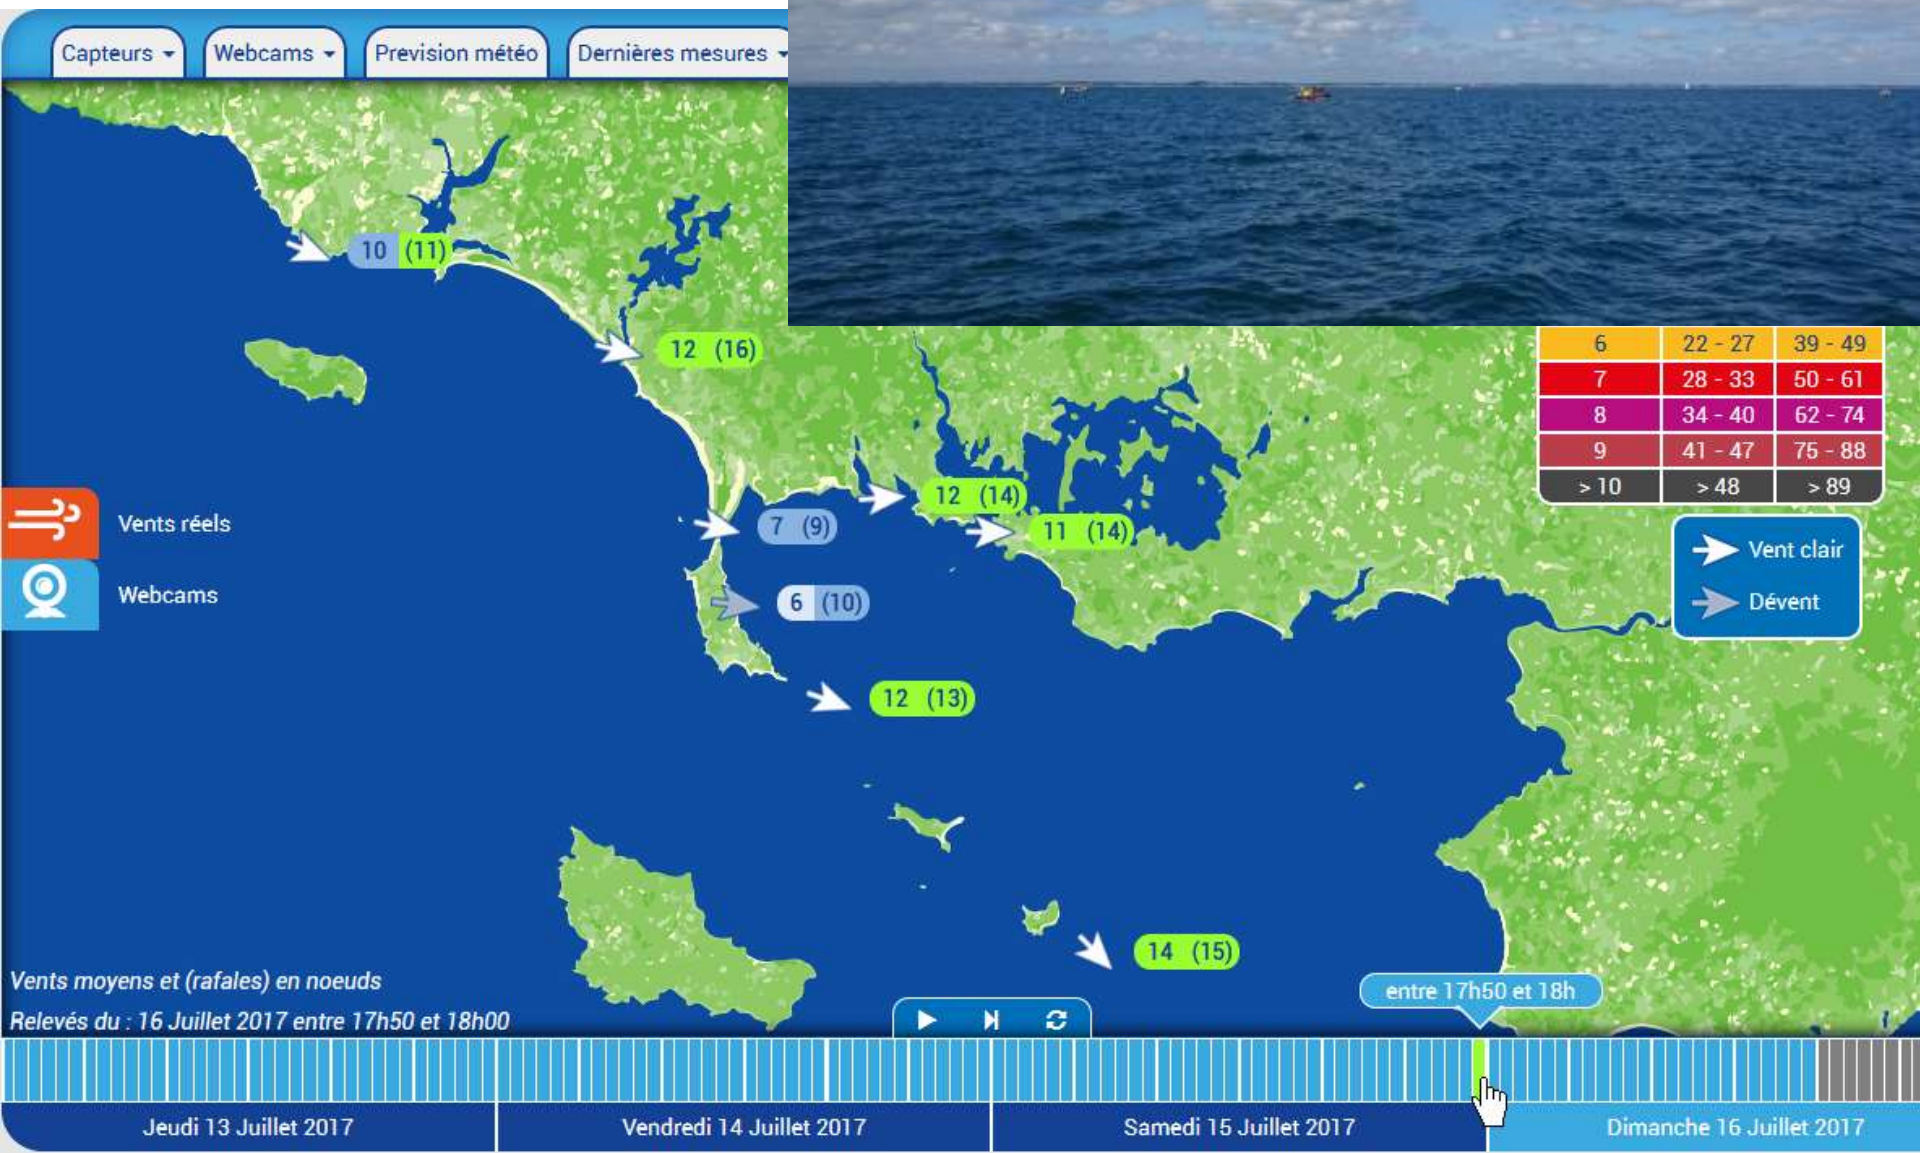 Capteurs
Webcams
Prevision météo
Dernières mesures
10 (11)
12 (16)
6 22 - 27 39 - 49
7 28 - 33 50 - 61
8 34 - 40 62 - 74
9 41 - 47 75 - 88
> 10 > 48 > 89
12 (14)
7 (9)
11 (14)
Vents réels
Vent clair
Webcams
6 (10)
Dévent
12 (13)
14 (15)
Vents moyens et (rafales) en noeuds
entre 17h50 et 18h
Relevés du : 16 Juillet 2017 entre 17h50 et 18h00
Jeudi 13 Juillet 2017
Vendredi 14 Juillet 2017
Samedi 15 Juillet 2017
Dimanche 16 Juillet 2017